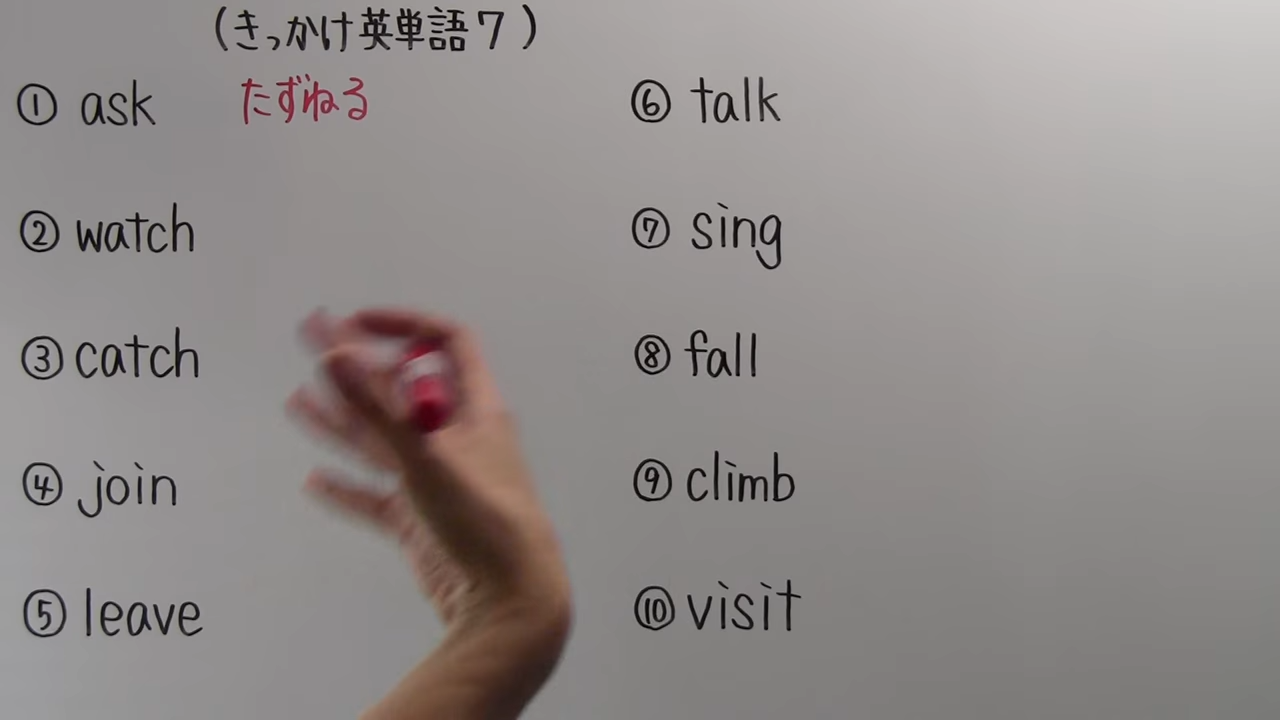 (きっかけ英単語7)
① ask たずねる
② watch
③ catch
④ join
⑤ leave
⑥ talk
⑦ sing
⑧ fall
⑨ climb
⑩ visit